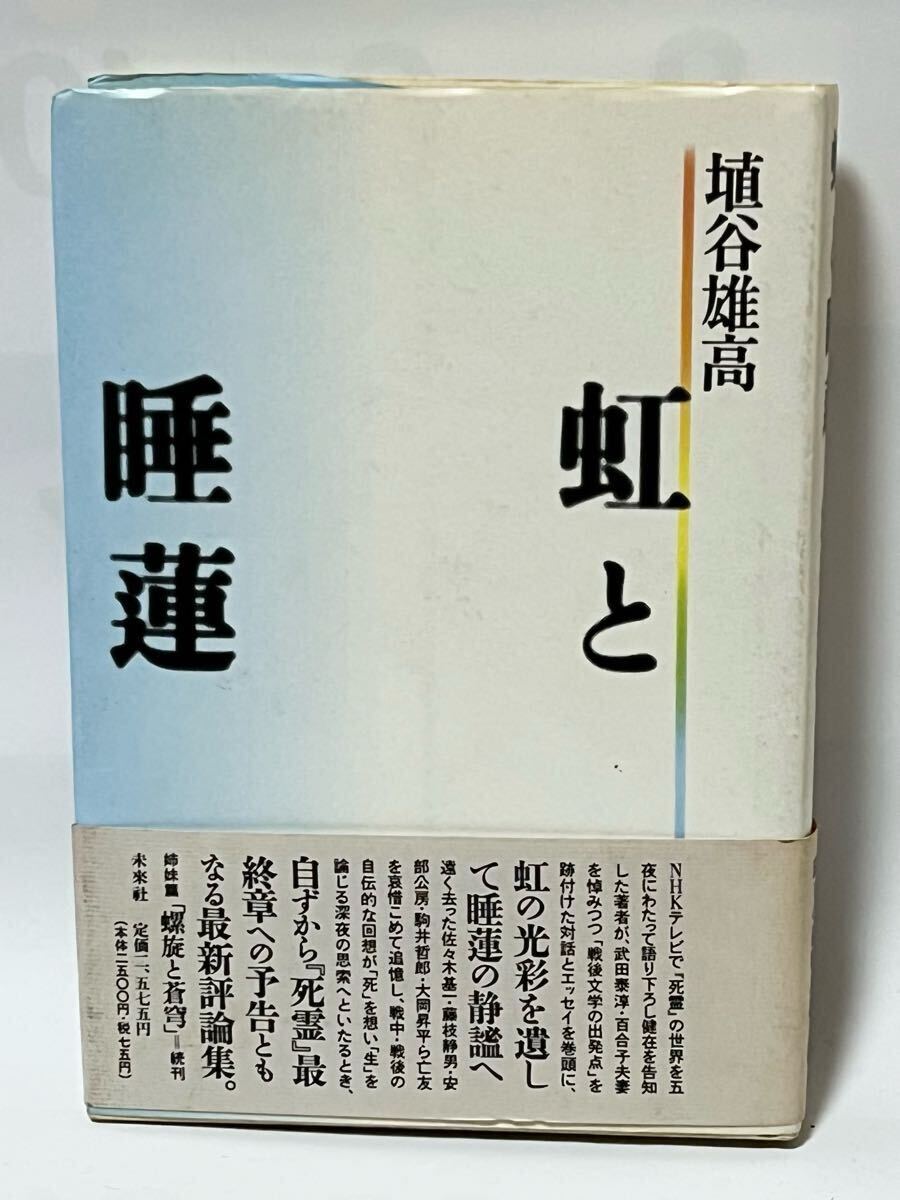 埴谷雄高
虹と
睡蓮
NHKテレビで「死霊」の世界を五
夜にわたって語り下ろし健在を告知
した著者が、武田泰淳・百合子夫妻
を悼みつつ「戦後文学の出発点」を
跡付けた対話とエッセイを巻頭に、
虹の光彩を遺し
て睡蓮の静謐へ
遠く去った佐々木基一・藤枝静男・安
部公房・駒井哲郎・大岡昇平ら亡友
を哀惜こめて追憶し、戦中・戦後の
自伝的な回想が「死」を想い「生」を
論じる深夜の思索へといたるとき、
自ずから『死霊』最
終章への予告とも
なる最新評論集。
姉妹篇「螺旋と蒼穹」=続刊
未來社 定価二、五七五円
(本体二五〇〇円・税七五円)